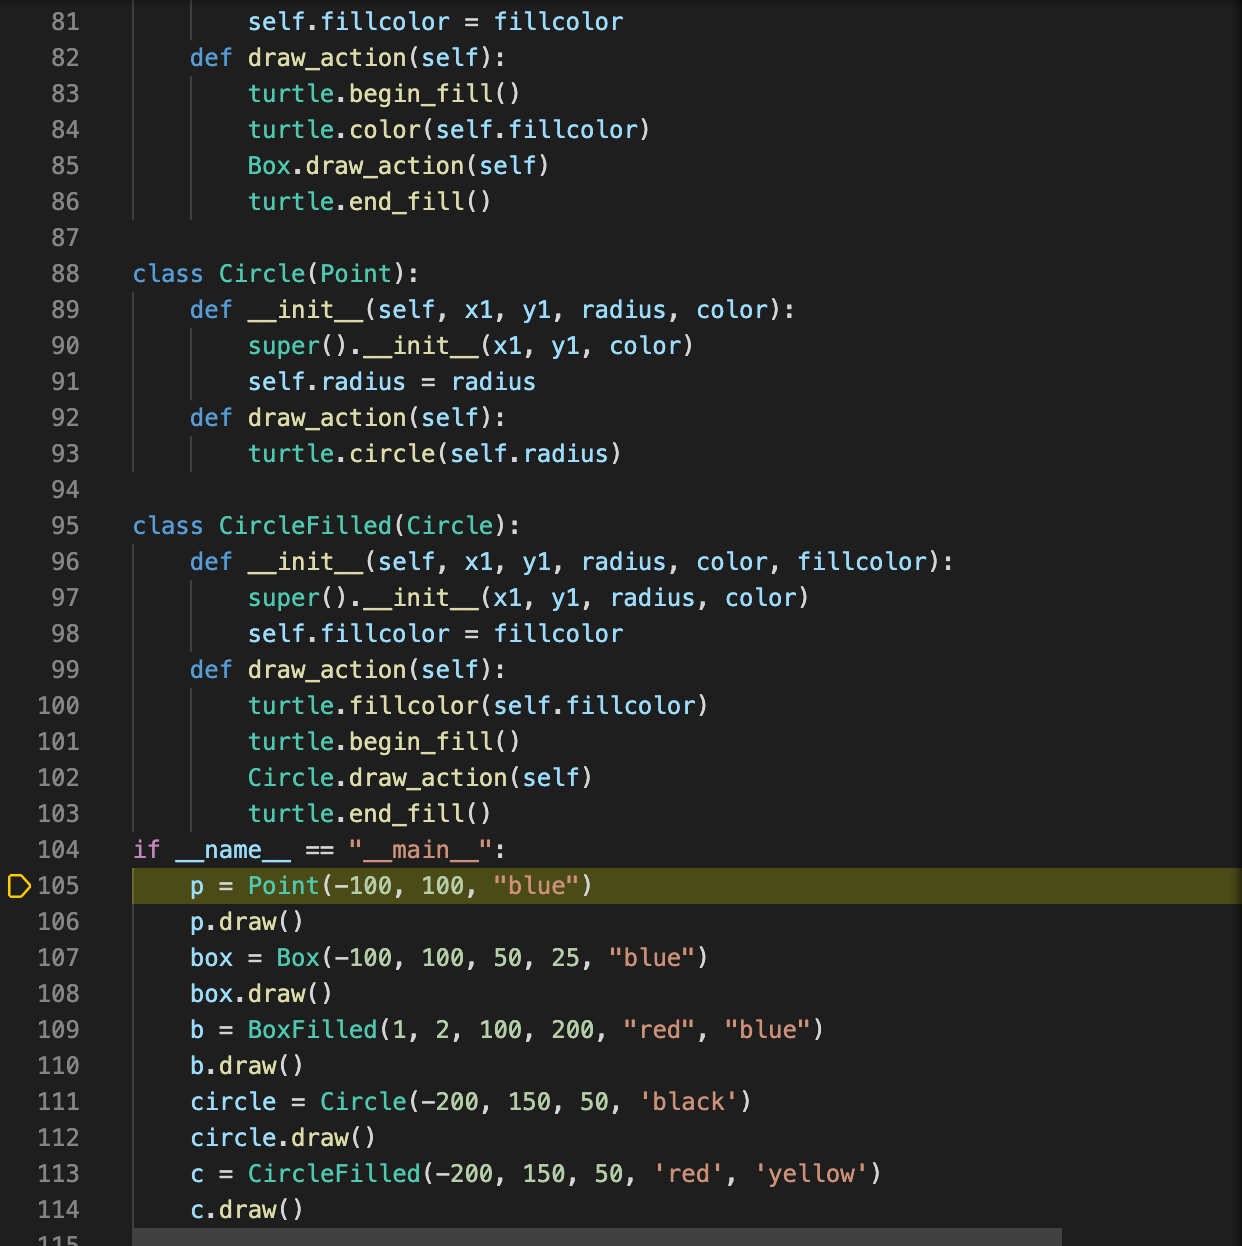 81 self.fillcolor = fillcolor
82 def draw_action(self):
83 turtle.begin_fill()
84 turtle.color(self.fillcolor)
85 Box.draw_action(self)
86 turtle.end_fill()
87
88 class Circle(Point):
89 def __init__(self, x1, y1, radius, color):
90 super().__init__(x1, y1, color)
91 self.radius = radius
92 def draw_action(self):
93 turtle.circle(self.radius)
94
95 class CircleFilled(Circle):
96 def __init__(self, x1, y1, radius, color, fillcolor):
97 super().__init__(x1, y1, radius, color)
98 self.fillcolor = fillcolor
99 def draw_action(self):
100 turtle.fillcolor(self.fillcolor)
101 turtle.begin_fill()
102 Circle.draw_action(self)
103 turtle.end_fill()
104 if __name__ == "__main__":
105 p = Point(-100, 100, "blue")
106 p.draw()
107 box = Box(-100, 100, 50, 25, "blue")
108 box.draw()
109 b = BoxFilled(1, 2, 100, 200, "red", "blue")
110 b.draw()
111 circle = Circle(-200, 150, 50, 'black')
112 circle.draw()
113 c = CircleFilled(-200, 150, 50, 'red', 'yellow')
114 c.draw()
115